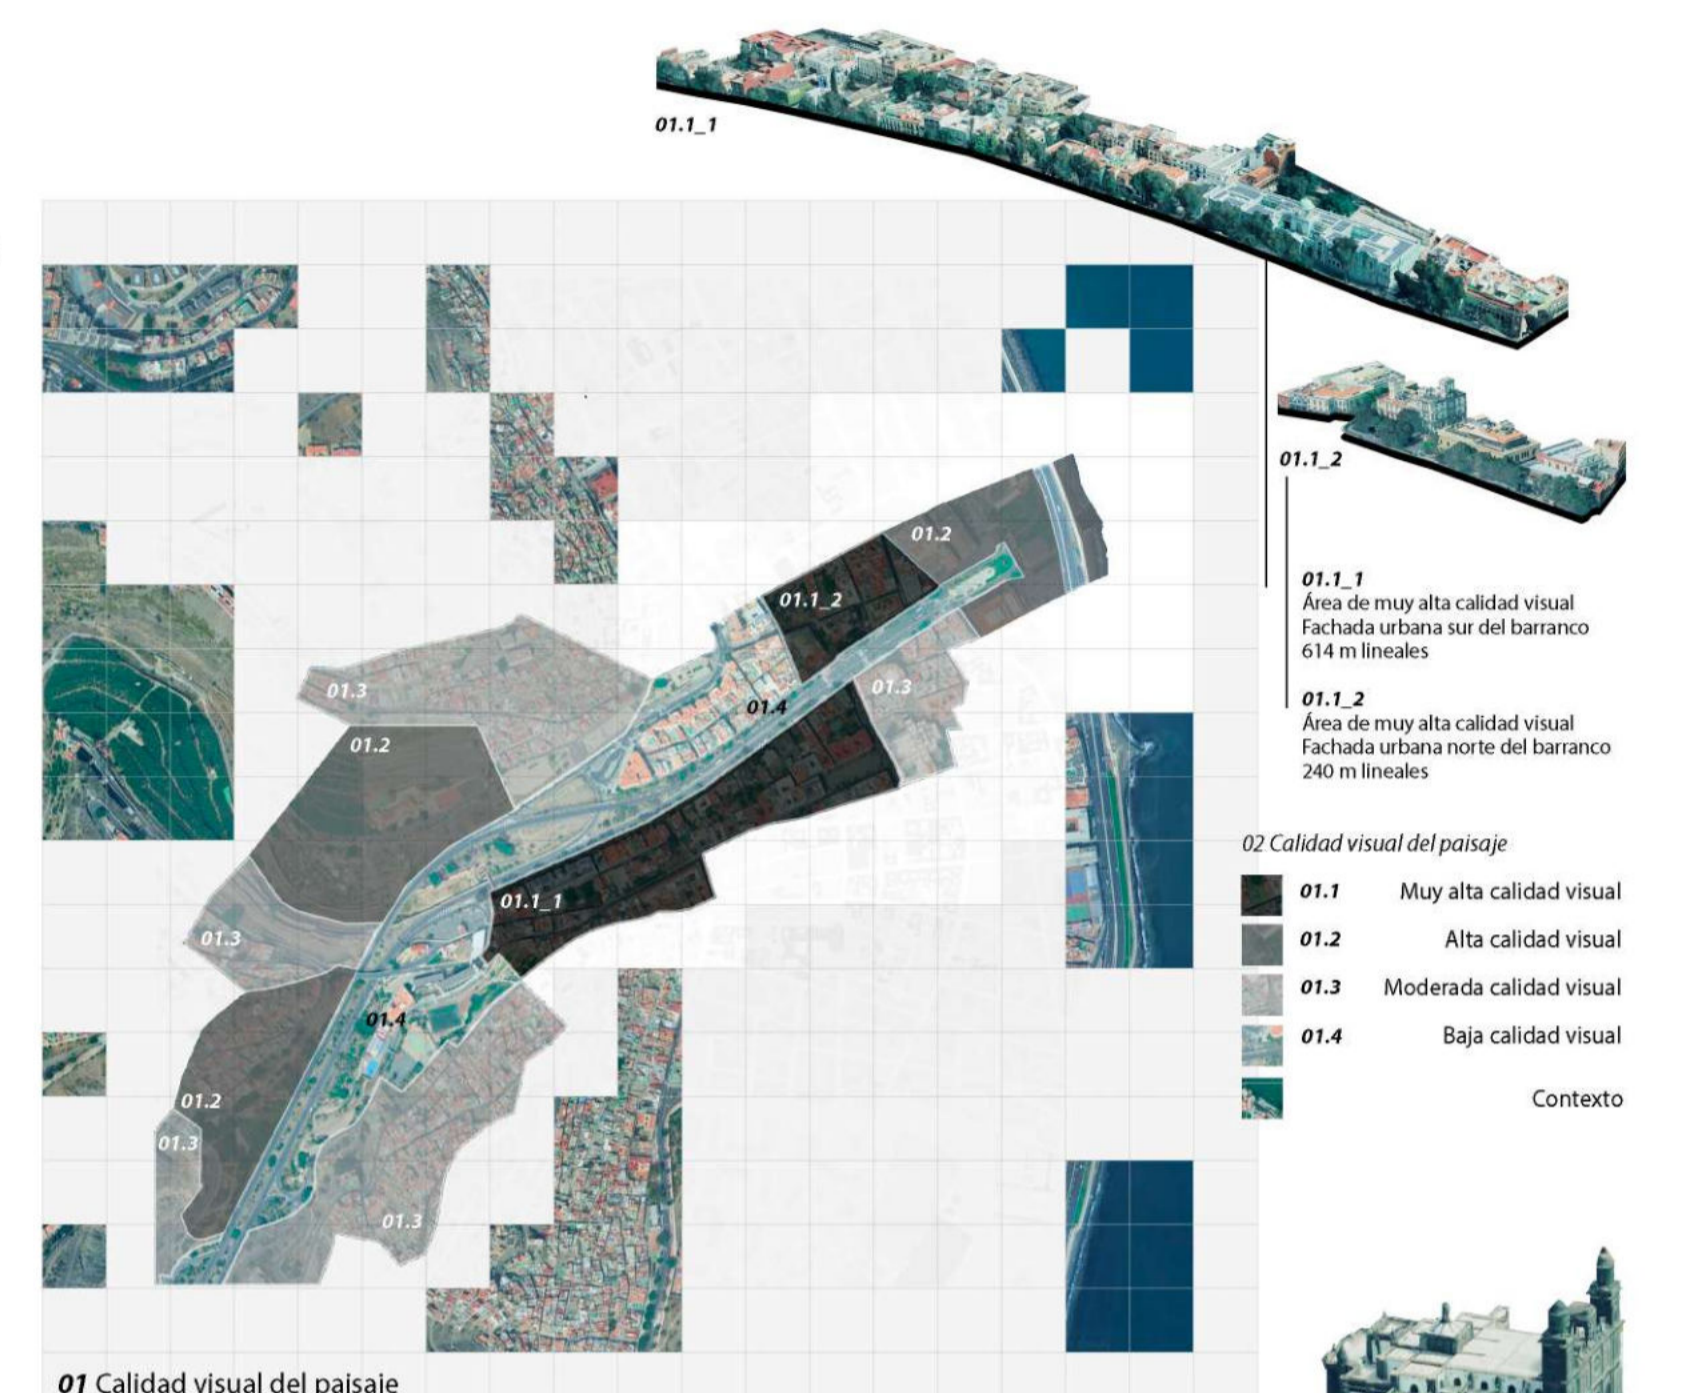 01.1_1
01.1_2
01.2
01.1_2
01.3
01.3
01.4
01.2
01.1_1
01.3
01.4
01.2
01.3
01.3
01.1_1
Área de muy alta calidad visual
Fachada urbana sur del barranco
614 m lineales
01.1_2
Área de muy alta calidad visual
Fachada urbana norte del barranco
240 m lineales
02 Calidad visual del paisaje
01.1 Muy alta calidad visual
01.2 Alta calidad visual
01.3 Moderada calidad visual
01.4 Baja calidad visual
Contexto
01 Calidad visual del paisaje